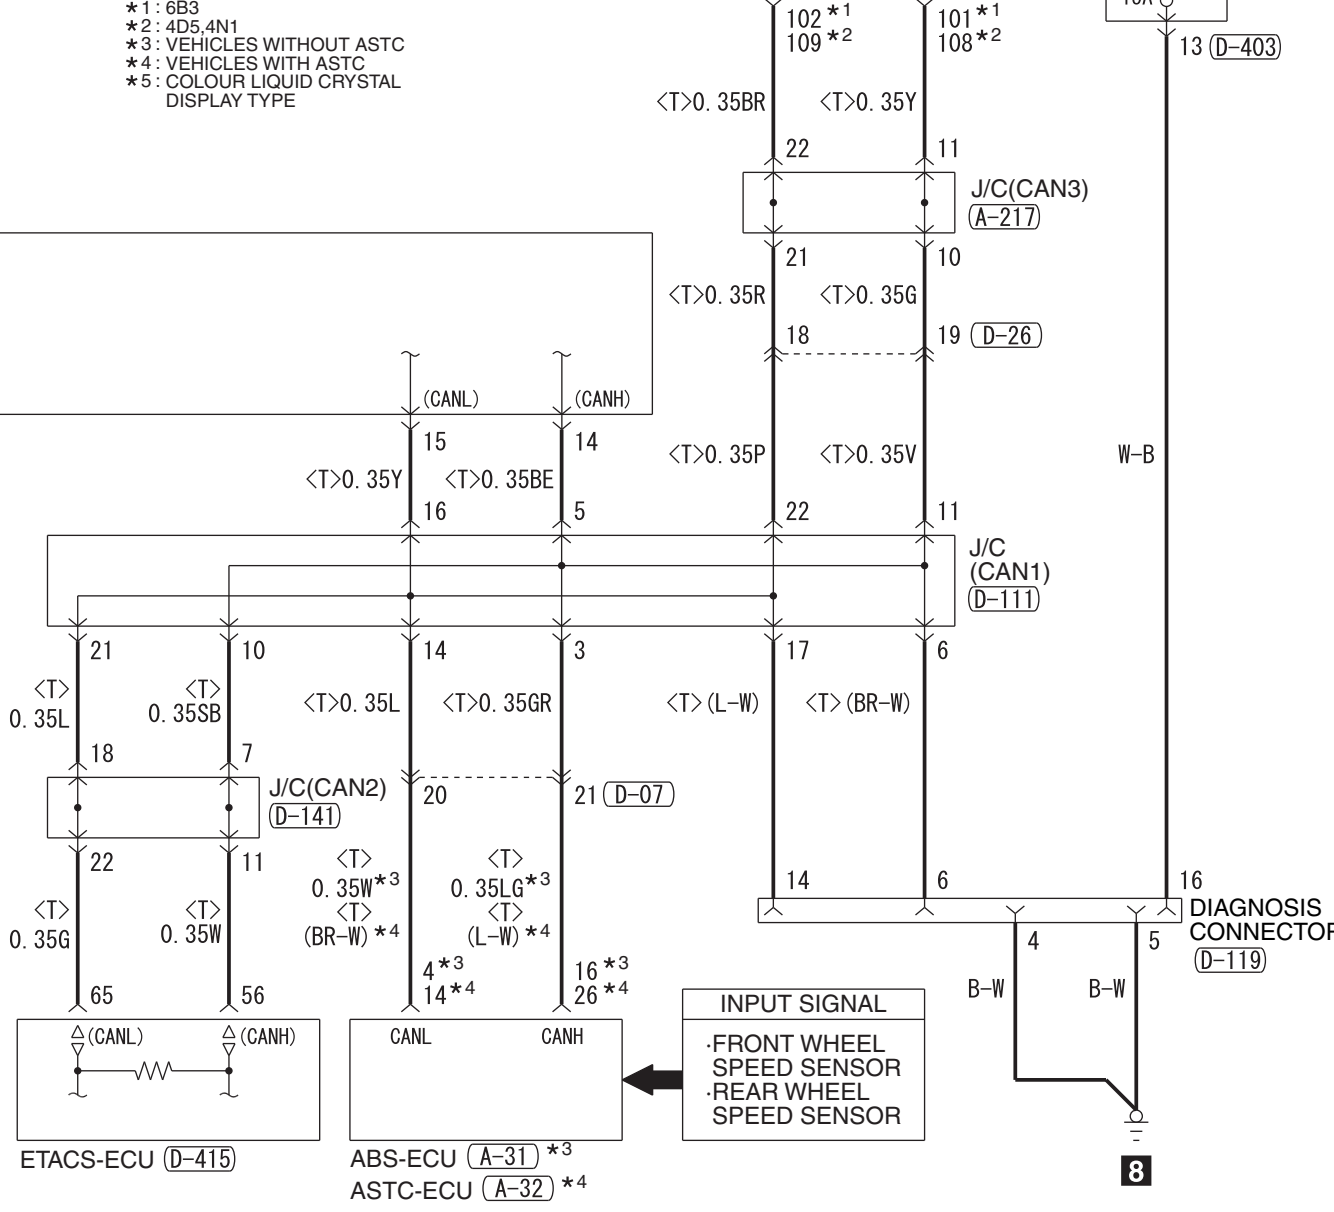 *1: 6B3
*2: 4D5,4N1
*3: VEHICLES WITHOUT ASTC
*4: VEHICLES WITH ASTC
*5: COLOUR LIQUID CRYSTAL
DISPLAY TYPE
102 *1
109 *2
101 *1
108 *2
13 D-403
<T>0.35BR
<T>0.35Y
22
11
J/C(CAN3)
A-217
21
10
<T>0.35R
<T>0.35G
18
19 D-26
(CANL)
(CANH)
15
14
<T>0.35Y
<T>0.35BE
<T>0.35P
<T>0.35V
W-B
16
5
22
11
J/C
(CAN1)
D-111
21
10
14
3
17
6
<T>
0.35L
<T>
0.35SB
<T>0.35L
<T>0.35GR
<T>(L-W)
<T>(BR-W)
18
7
J/C(CAN2)
D-141
20
21 D-07
22
11
<T>
0.35W*3
<T>
(BR-W)*4
<T>
0.35LG*3
<T>
(L-W)*4
14
6
16
DIAGNOSIS
CONNECTOR
D-119
<T>
0.35G
<T>
0.35W
4
5
B-W
B-W
65
56
4*3
14*4
16*3
26*4
(CANL)
(CANH)
CANL
CANH
INPUT SIGNAL
·FRONT WHEEL
SPEED SENSOR
·REAR WHEEL
SPEED SENSOR
ETACS-ECU D-415
ABS-ECU A-31 *3
ASTC-ECU A-32 *4
8